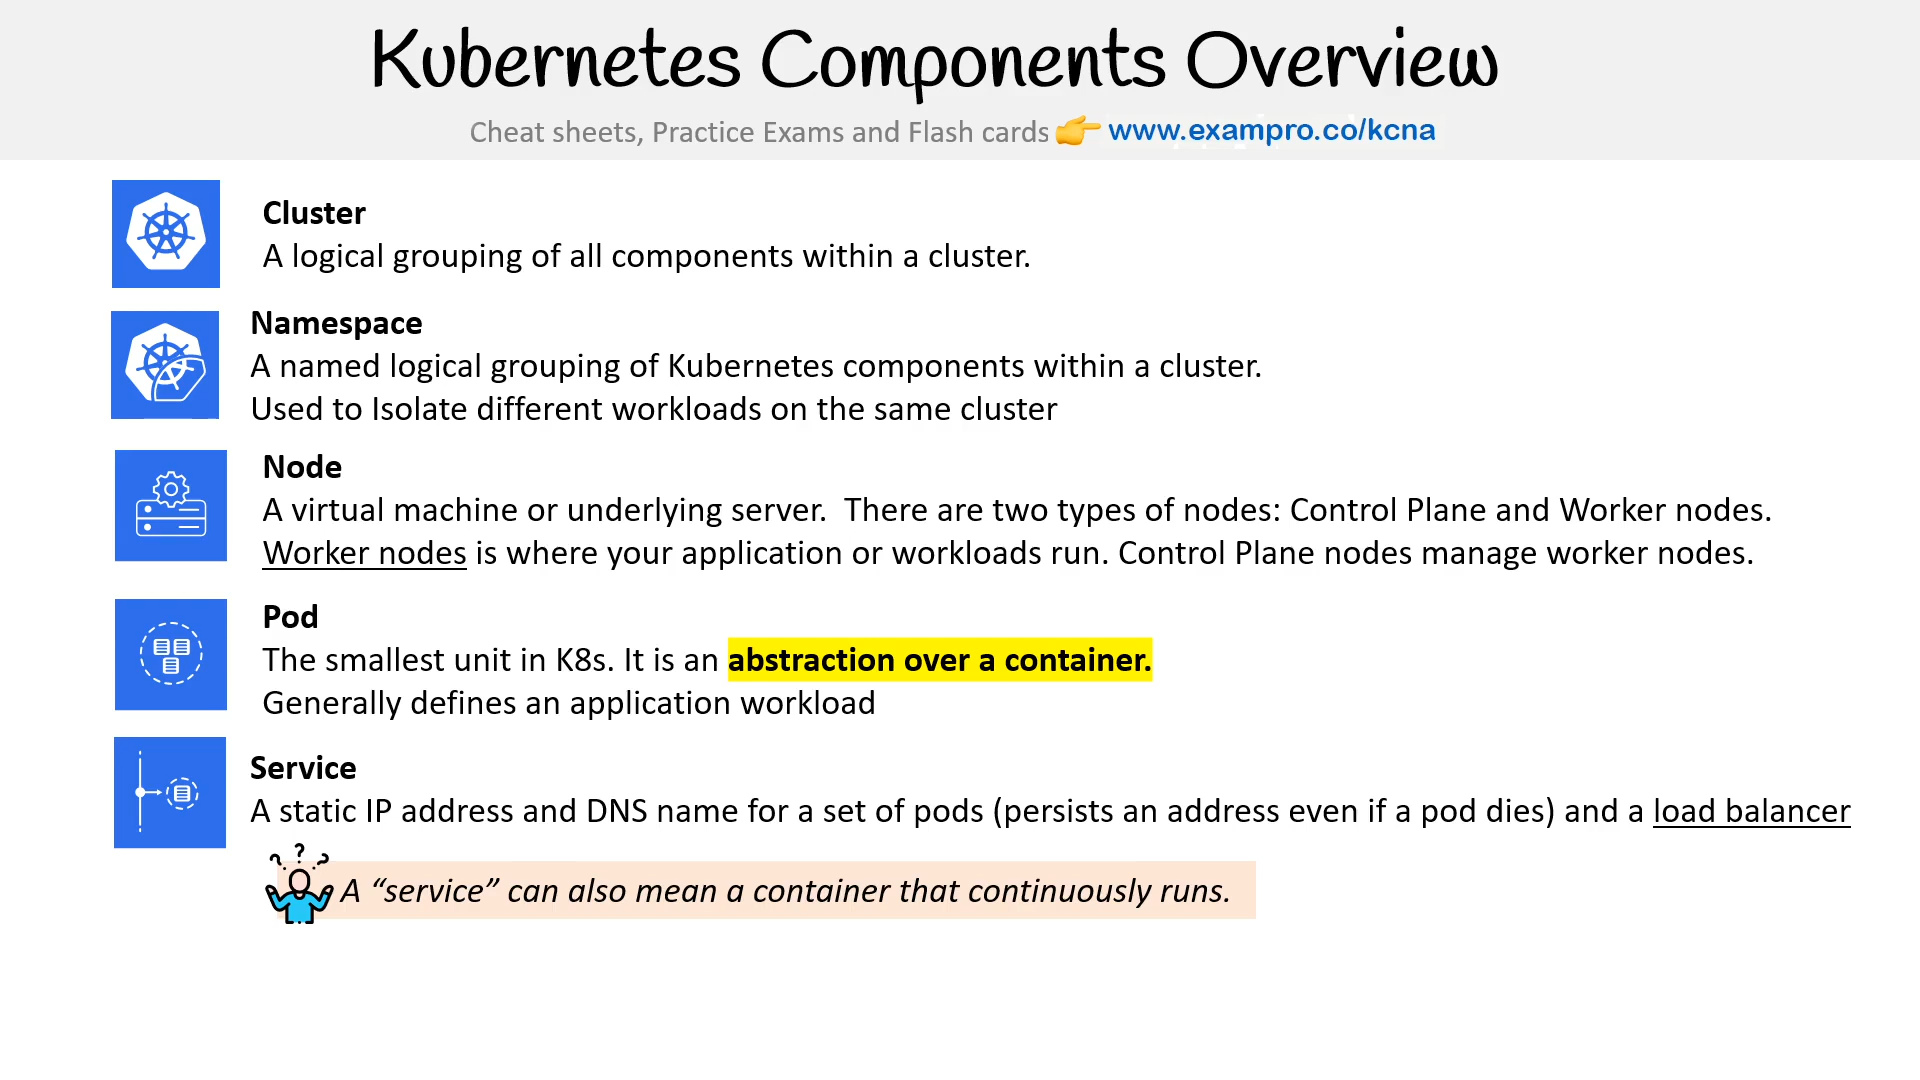 Kubernetes Components Overview
Cheat sheets, Practice Exams and Flash cards www.exampro.co/kcna
Cluster
A logical grouping of all components within a cluster.
Namespace
A named logical grouping of Kubernetes components within a cluster.
Used to Isolate different workloads on the same cluster
Node
A virtual machine or underlying server.  There are two types of nodes: Control Plane and Worker nodes.
Worker nodes is where your application or workloads run. Control Plane nodes manage worker nodes.
Pod
The smallest unit in K8s. It is an abstraction over a container.
Generally defines an application workload
Service
A static IP address and DNS name for a set of pods (persists an address even if a pod dies) and a load balancer
? ? ?
A “service” can also mean a container that continuously runs.